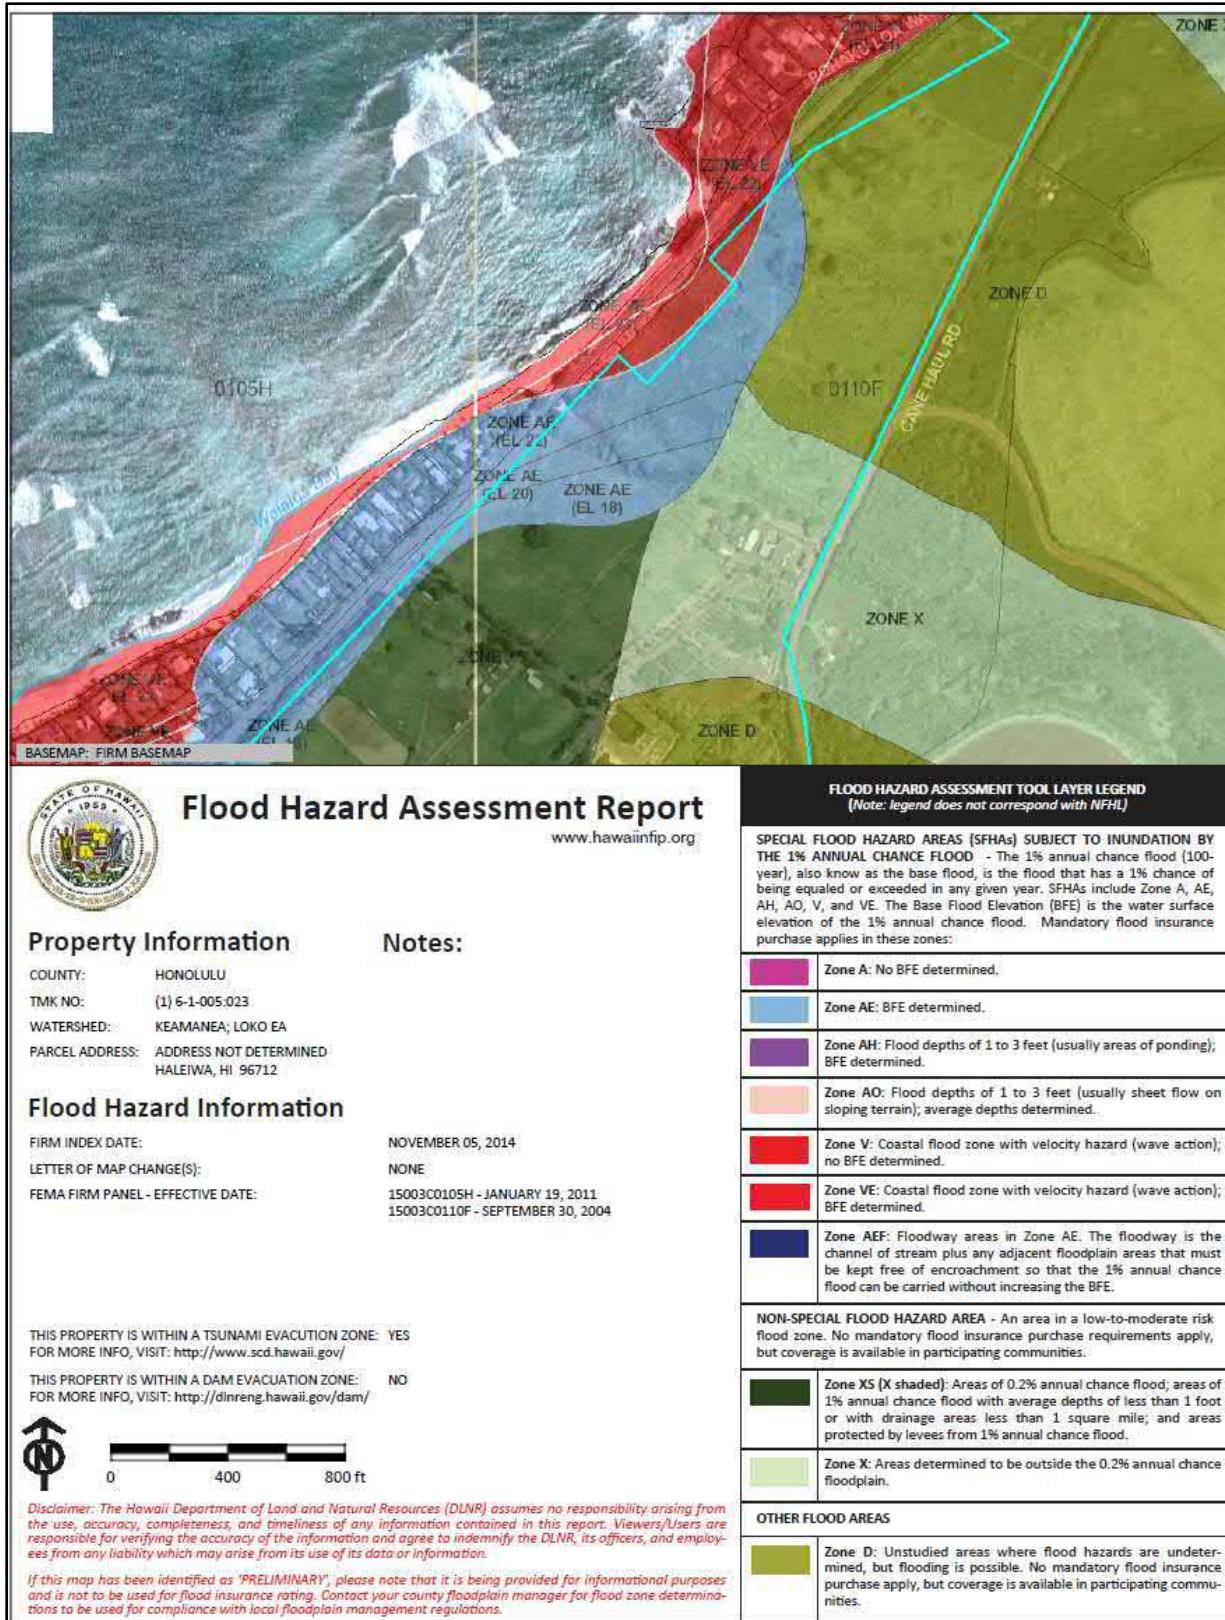 ZONE
ZONE VE
(EL 22)
ZONE D
0105H
0110F
CANE HAUL RD
ZONE AE
(EL 22)
ZONE AE
(EL 20)
ZONE AE
(EL 18)
ZONE X
ZONE D
ZONE AE
BASEMAP: FIRM BASEMAP
STATE OF HAWAII
1959
Flood Hazard Assessment Report
www.hawaiinfip.org
Property Information
Notes:
COUNTY: HONOLULU
TMK NO: (1) 6-1-005:023
WATERSHED: KEAMANEA; LOKO EA
PARCEL ADDRESS: ADDRESS NOT DETERMINED
HALEIWA, HI 96712
Flood Hazard Information
FIRM INDEX DATE: NOVEMBER 05, 2014
LETTER OF MAP CHANGE(S): NONE
FEMA FIRM PANEL - EFFECTIVE DATE: 15003C0105H - JANUARY 19, 2011
15003C0110F - SEPTEMBER 30, 2004
THIS PROPERTY IS WITHIN A TSUNAMI EVACUTION ZONE: YES
FOR MORE INFO, VISIT: http://www.scd.hawaii.gov/
THIS PROPERTY IS WITHIN A DAM EVACUATION ZONE: NO
FOR MORE INFO, VISIT: http://dlnreng.hawaii.gov/dam/
N
0 400 800 ft
Disclaimer: The Hawaii Department of Land and Natural Resources (DLNR) assumes no responsibility arising from
the use, accuracy, completeness, and timeliness of any information contained in this report. Viewers/Users are
responsible for verifying the accuracy of the information and agree to indemnify the DLNR, its officers, and employ-
ees from any liability which may arise from its use of its data or information.
If this map has been identified as 'PRELIMINARY', please note that it is being provided for informational purposes
and is not to be used for flood insurance rating. Contact your county floodplain manager for flood zone determina-
tions to be used for compliance with local floodplain management regulations.
FLOOD HAZARD ASSESSMENT TOOL LAYER LEGEND
(Note: legend does not correspond with NFHL)
SPECIAL FLOOD HAZARD AREAS (SFHAs) SUBJECT TO INUNDATION BY
THE 1% ANNUAL CHANCE FLOOD - The 1% annual chance flood (100-
year), also know as the base flood, is the flood that has a 1% chance of
being equaled or exceeded in any given year. SFHAs include Zone A, AE,
AH, AO, V, and VE. The Base Flood Elevation (BFE) is the water surface
elevation of the 1% annual chance flood. Mandatory flood insurance
purchase applies in these zones:
Zone A: No BFE determined.
Zone AE: BFE determined.
Zone AH: Flood depths of 1 to 3 feet (usually areas of ponding);
BFE determined.
Zone AO: Flood depths of 1 to 3 feet (usually sheet flow on
sloping terrain); average depths determined.
Zone V: Coastal flood zone with velocity hazard (wave action);
no BFE determined.
Zone VE: Coastal flood zone with velocity hazard (wave action);
BFE determined.
Zone AEF: Floodway areas in Zone AE. The floodway is the
channel of stream plus any adjacent floodplain areas that must
be kept free of encroachment so that the 1% annual chance
flood can be carried without increasing the BFE.
NON-SPECIAL FLOOD HAZARD AREA - An area in a low-to-moderate risk
flood zone. No mandatory flood insurance purchase requirements apply,
but coverage is available in participating communities.
Zone XS (X shaded): Areas of 0.2% annual chance flood; areas of
1% annual chance flood with average depths of less than 1 foot
or with drainage areas less than 1 square mile; and areas
protected by levees from 1% annual chance flood.
Zone X: Areas determined to be outside the 0.2% annual chance
floodplain.
OTHER FLOOD AREAS
Zone D: Unstudied areas where flood hazards are undeter-
mined, but flooding is possible. No mandatory flood insurance
purchase apply, but coverage is available in participating commu-
nities.